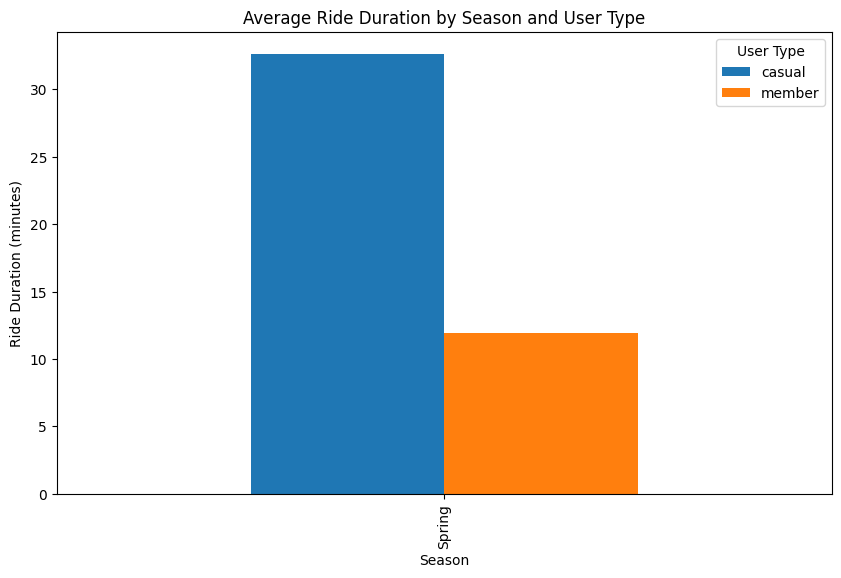 Average Ride Duration by Season and User Type
User Type
casual
member
Ride Duration (minutes)
30
25
20
15
10
5
0
Spring
Season